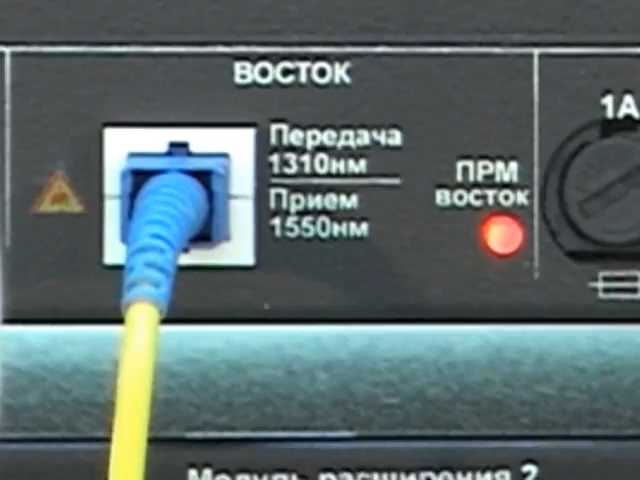 ВОСТОК
Передача
1310нм
Прием
1550нм
ПРМ
ВОСТОК
1А
Модуль расширения 2